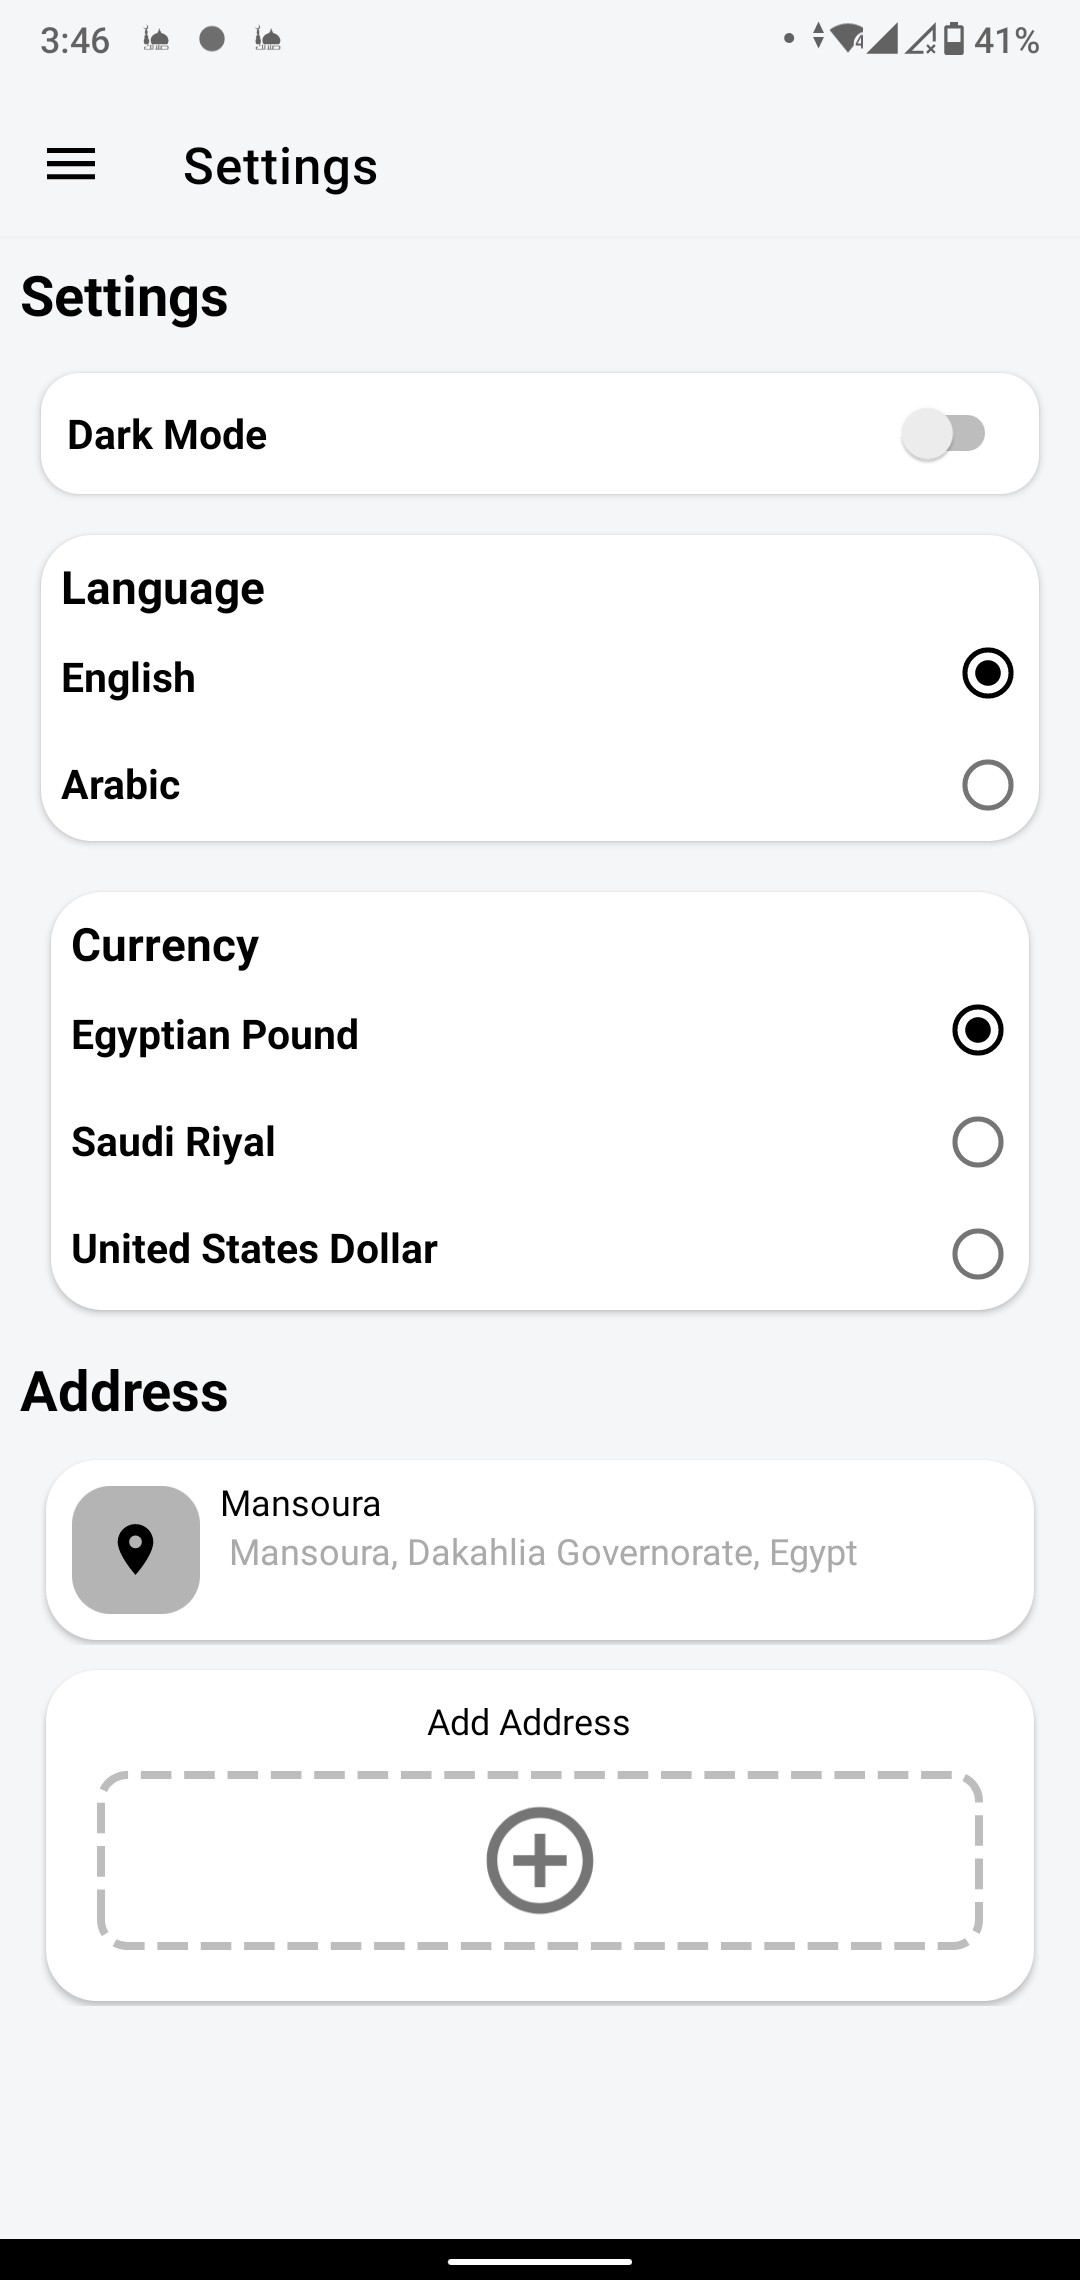 3:46
41%
Settings
Settings
Dark Mode
Language
English
Arabic
Currency
Egyptian Pound
Saudi Riyal
United States Dollar
Address
Mansoura
Mansoura, Dakahlia Governorate, Egypt
Add Address